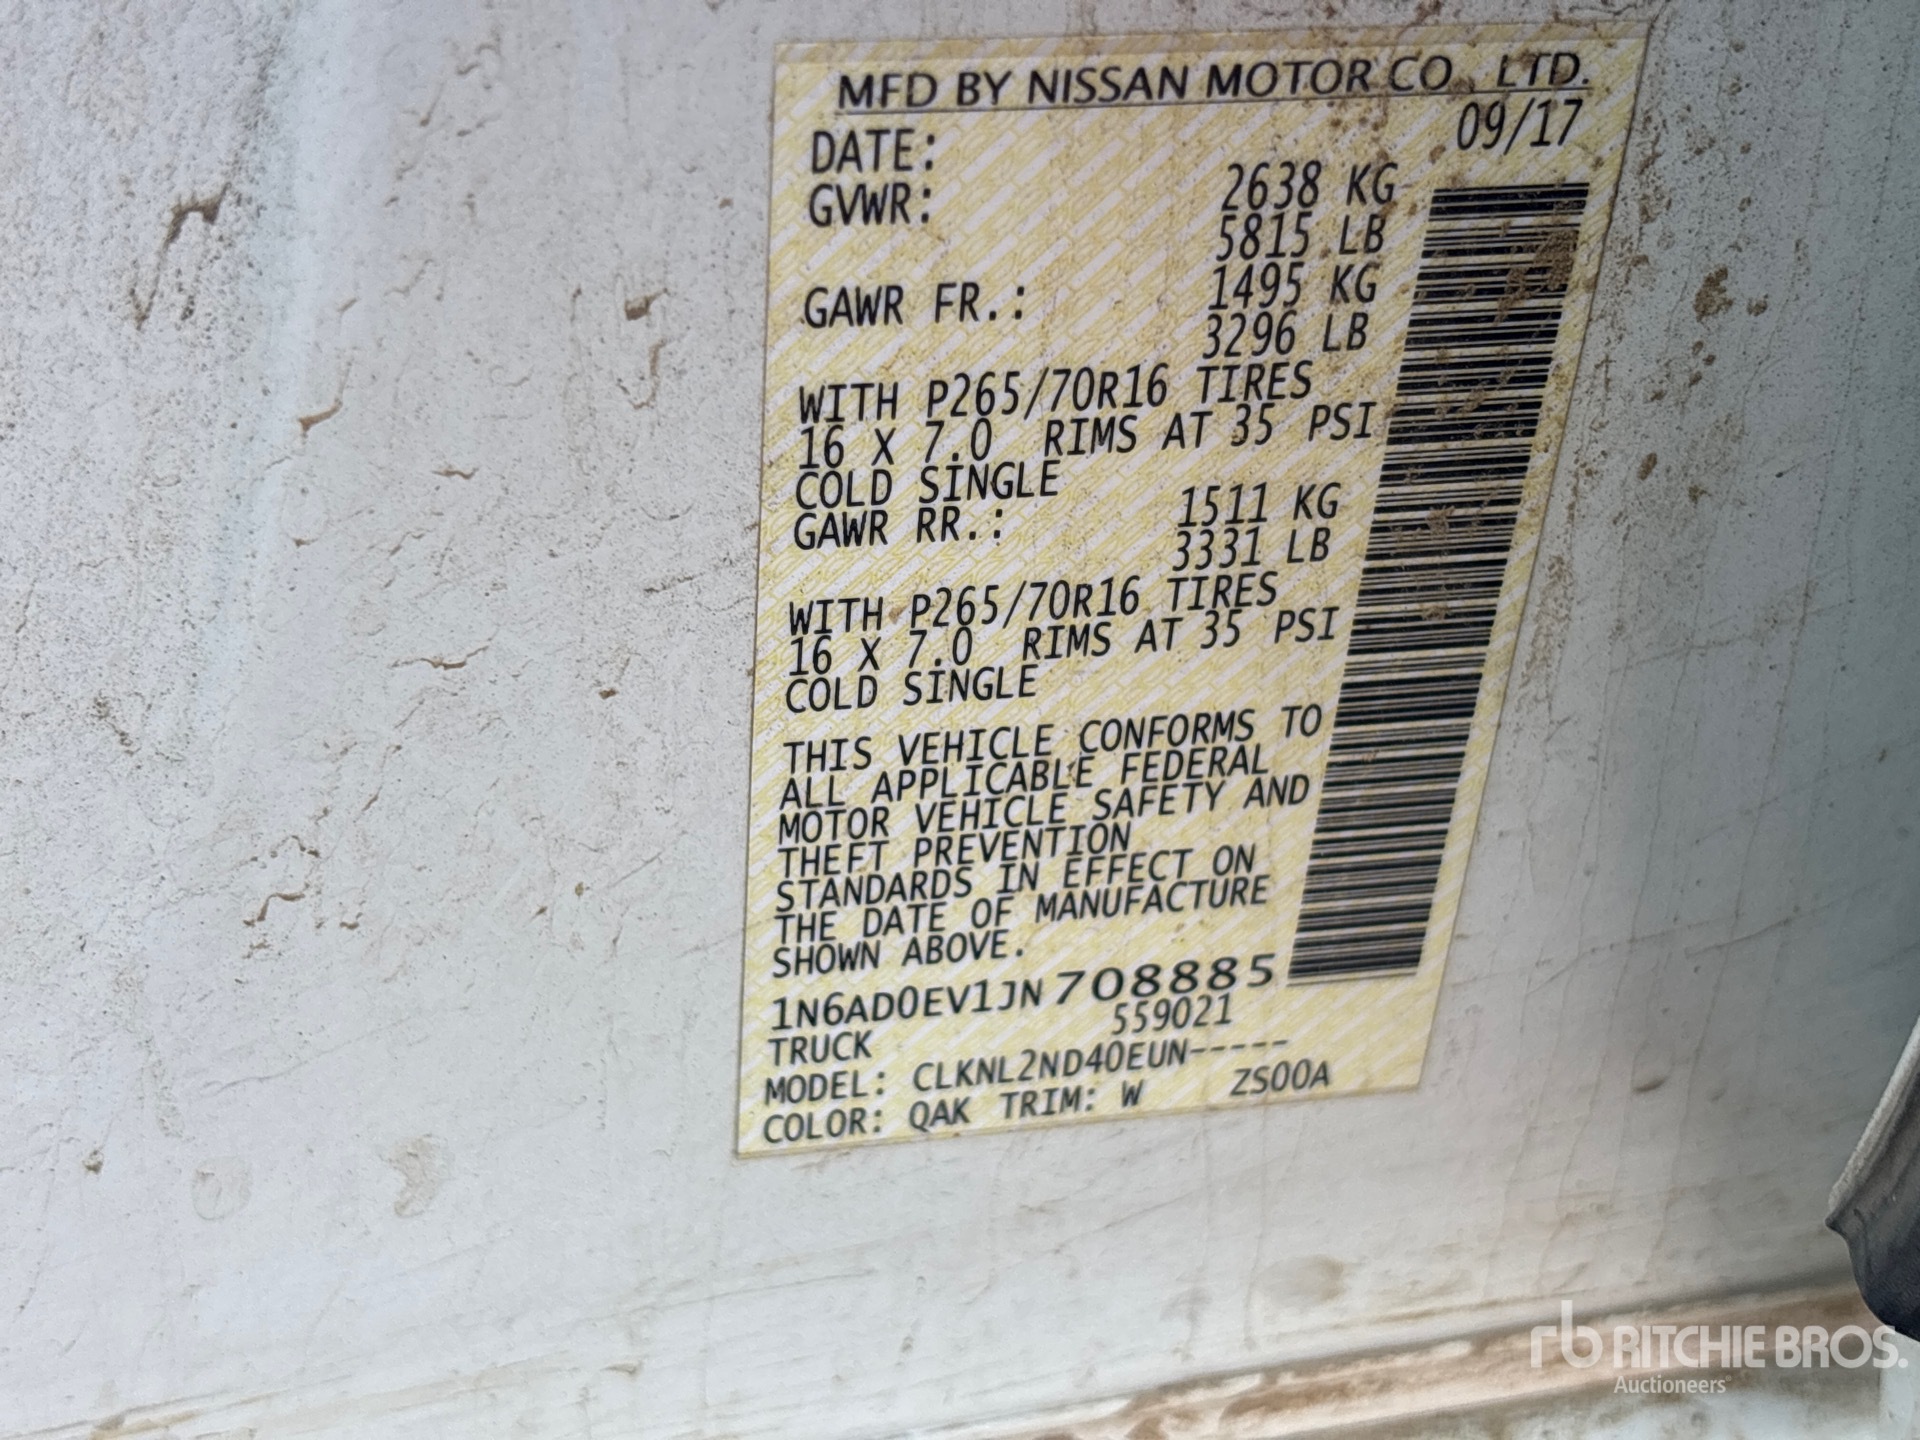 MFD BY NISSAN MOTOR CO., LTD.
DATE: 09/17
GVWR: 2638 KG
5815 LB
GAWR FR.: 1495 KG
3296 LB
WITH P265/70R16 TIRES
16 X 7.0 RIMS AT 35 PSI
COLD SINGLE
GAWR RR.: 1511 KG
3331 LB
WITH P265/70R16 TIRES
16 X 7.0 RIMS AT 35 PSI
COLD SINGLE
THIS VEHICLE CONFORMS TO
ALL APPLICABLE FEDERAL
MOTOR VEHICLE SAFETY AND
THEFT PREVENTION
STANDARDS IN EFFECT ON
THE DATE OF MANUFACTURE
SHOWN ABOVE.
1N6AD0EV1JN708885
TRUCK 559021
MODEL: CLKNL2ND40EUN-----
COLOR: QAK TRIM: W ZS00A
rb RITCHIE BROS.
Auctioneers